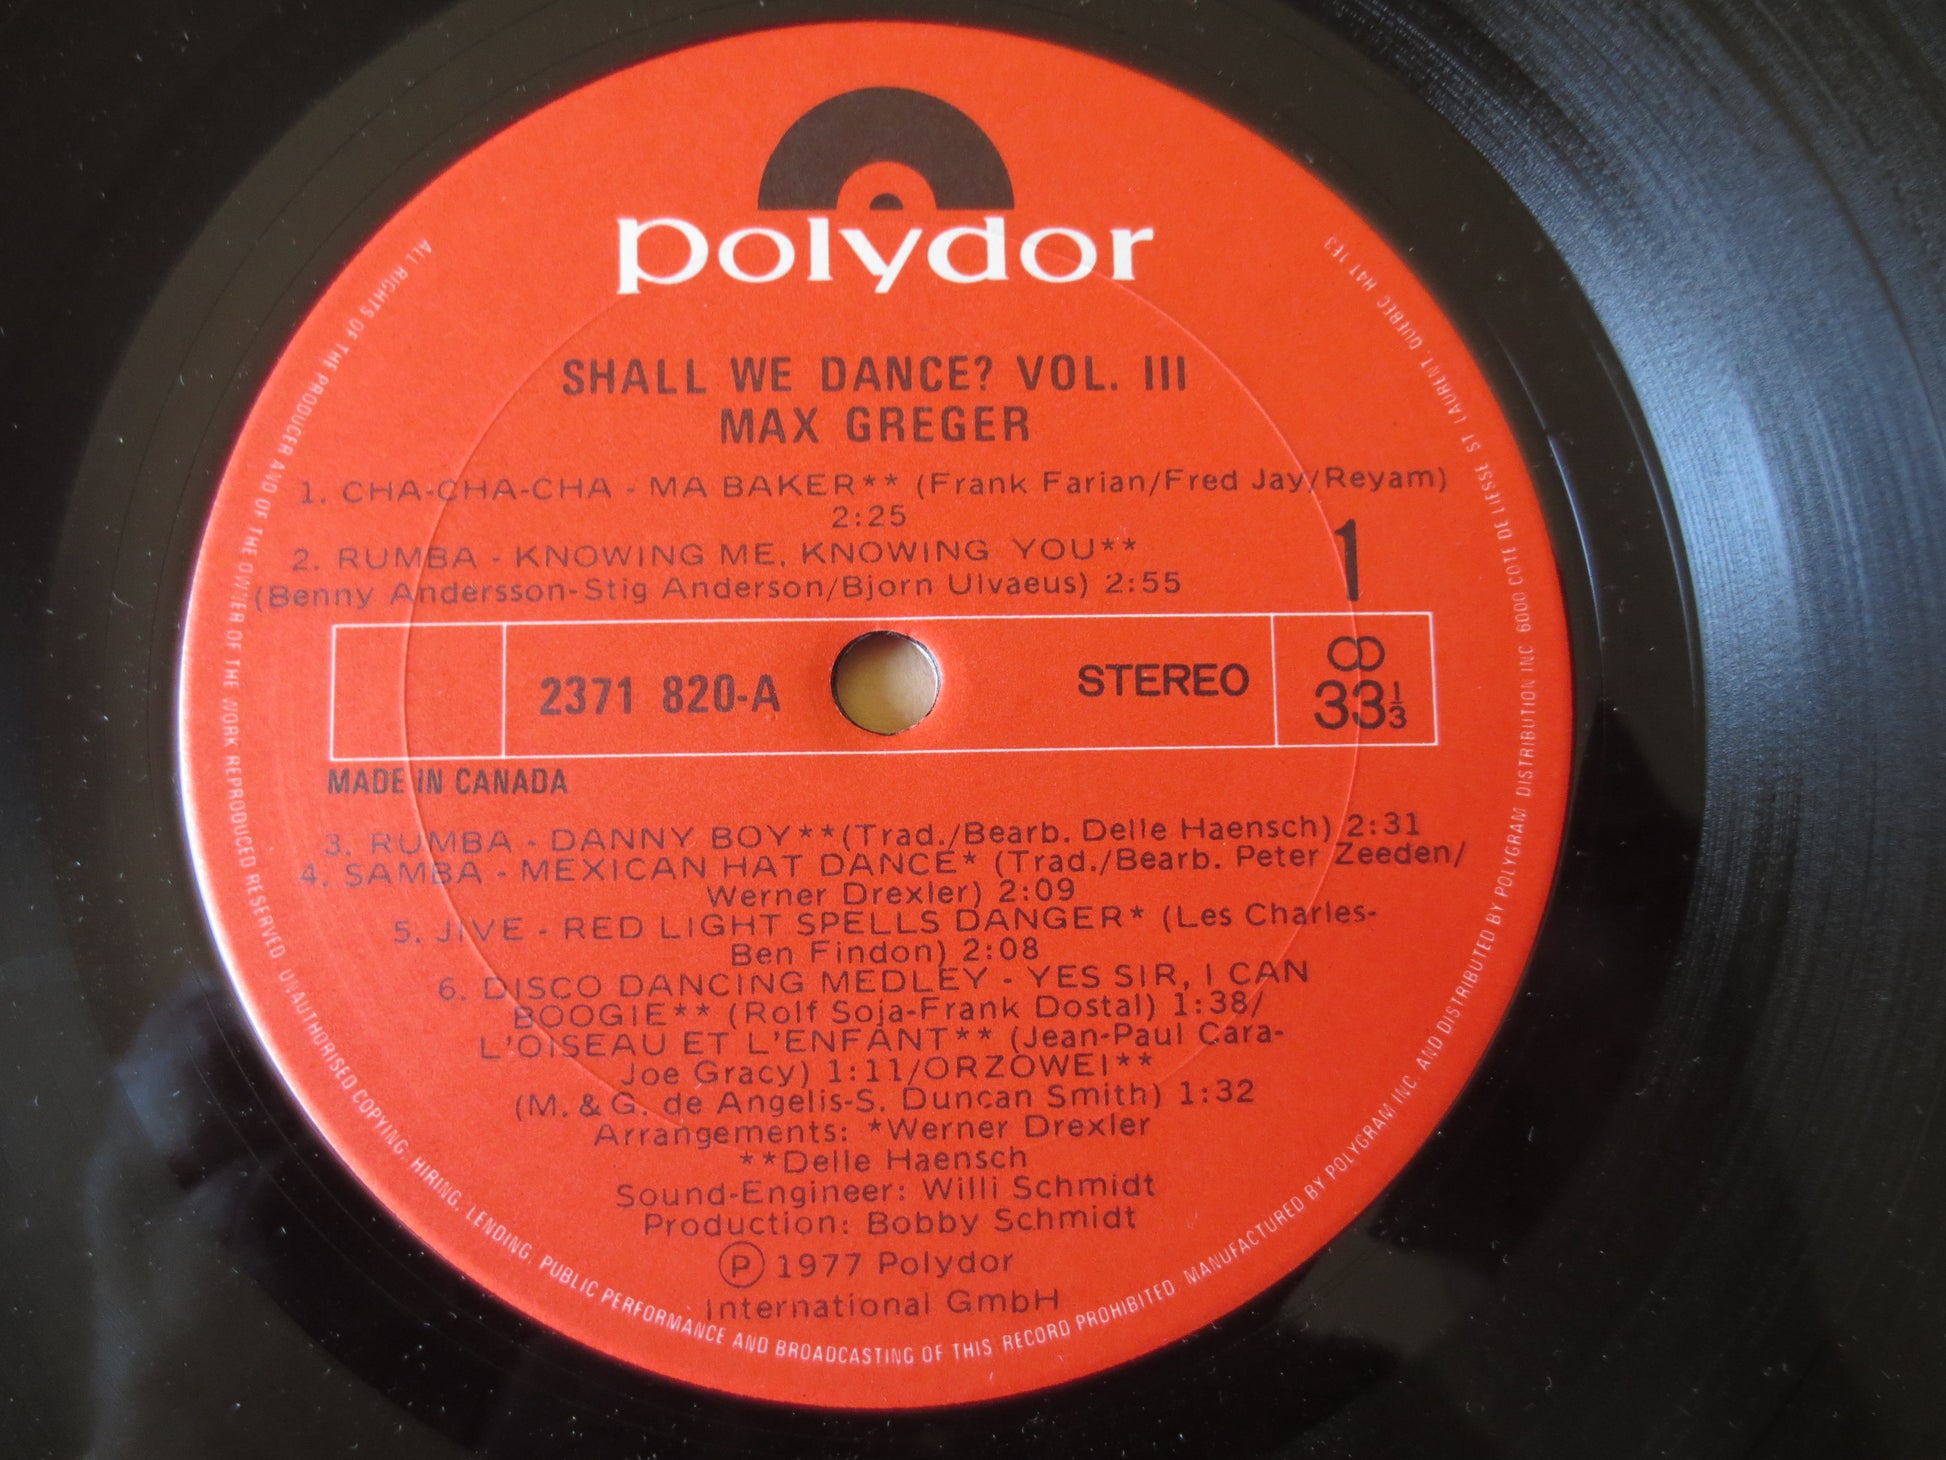 polydor
SHALL WE DANCE? VOL. III
MAX GREGER
1. CHA-CHA-CHA - MA BAKER** (Frank Farian/Fred Jay/Reyam)
2:25
2. RUMBA - KNOWING ME, KNOWING YOU**
(Benny Andersson-Stig Anderson/Bjorn Ulvaeus) 2:55
1
2371 820-A
STEREO
33 1/3
MADE IN CANADA
3. RUMBA - DANNY BOY**(Trad./Bearb. Delle Haensch) 2:31
4. SAMBA - MEXICAN HAT DANCE* (Trad./Bearb. Peter Zeeden/
Werner Drexler) 2:09
5. JIVE - RED LIGHT SPELLS DANGER* (Les Charles-
Ben Findon) 2:08
6. DISCO DANCING MEDLEY - YES SIR, I CAN
BOOGIE** (Rolf Soja-Frank Dostal) 1:38/
L'OISEAU ET L'ENFANT** (Jean-Paul Cara-
Joe Gracy) 1:11/ORZOWEI**
(M. & G. de Angelis-S. Duncan Smith) 1:32
Arrangements: *Werner Drexler
**Delle Haensch
Sound-Engineer: Willi Schmidt
Production: Bobby Schmidt
Ⓟ 1977 Polydor
International GmbH
ALL RIGHTS OF THE PRODUCER AND OF THE OWNER OF THE WORK REPRODUCED RESERVED. UNAUTHORISED COPYING, HIRING, LENDING, PUBLIC PERFORMANCE AND BROADCASTING OF THIS RECORD PROHIBITED. MANUFACTURED BY POLYGRAM INC. AND DISTRIBUTED BY POLYGRAM DISTRIBUTION INC 6000 COTE DE LIESSE ST LAURENT, QUEBEC H4T 1E3